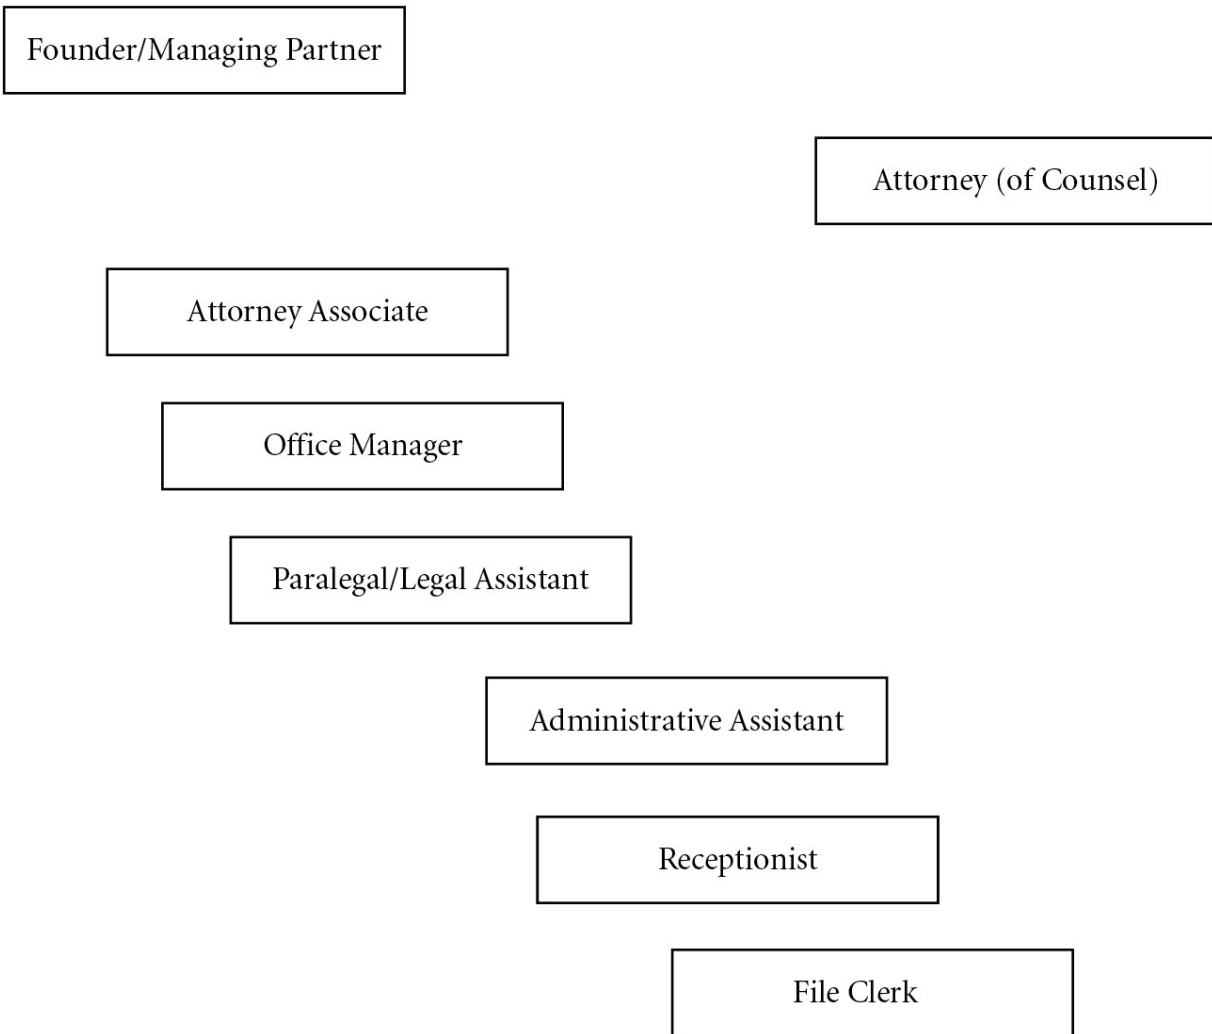 Founder/Managing Partner
Attorney (of Counsel)
Attorney Associate
Office Manager
Paralegal/Legal Assistant
Administrative Assistant
Receptionist
File Clerk